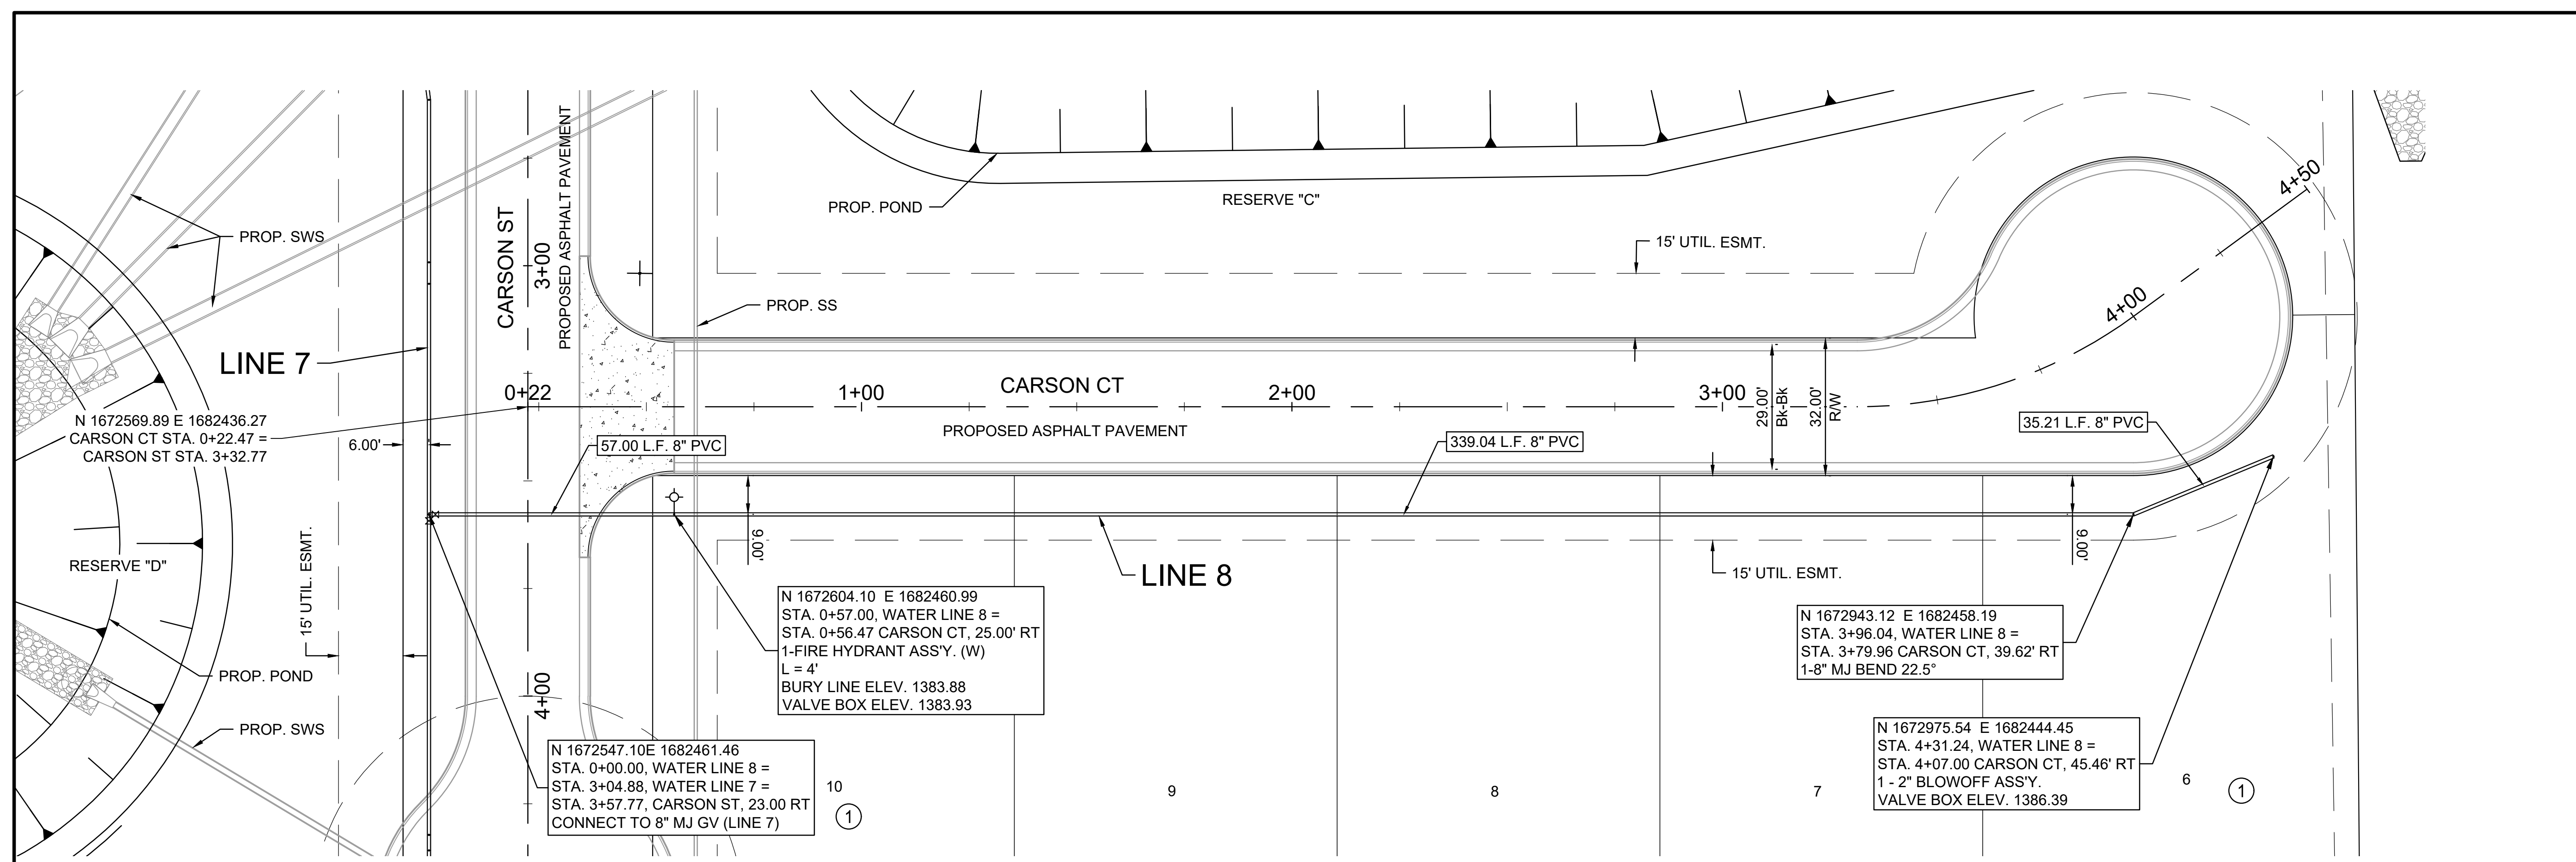 PROP. SWS
CARSON ST
3+00
PROPOSED ASPHALT PAVEMENT
PROP. POND
RESERVE "C"
15' UTIL. ESMT.
4+50
4+00
PROP. SS
LINE 7
0+22
1+00
CARSON CT
2+00
3+00
29.00'
Bk-Bk
32.00'
R/W
PROPOSED ASPHALT PAVEMENT
N 1672569.89 E 1682436.27
CARSON CT STA. 0+22.47 =
CARSON ST STA. 3+32.77
6.00'
57.00 L.F. 8" PVC
339.04 L.F. 8" PVC
35.21 L.F. 8" PVC
9.00'
9.00'
RESERVE "D"
15' UTIL. ESMT.
LINE 8
15' UTIL. ESMT.
N 1672604.10 E 1682460.99
STA. 0+57.00, WATER LINE 8 =
STA. 0+56.47 CARSON CT, 25.00' RT
1-FIRE HYDRANT ASS'Y. (W)
L = 4'
BURY LINE ELEV. 1383.88
VALVE BOX ELEV. 1383.93
N 1672943.12 E 1682458.19
STA. 3+96.04, WATER LINE 8 =
STA. 3+79.96 CARSON CT, 39.62' RT
1-8" MJ BEND 22.5°
PROP. POND
4+00
PROP. SWS
N 1672547.10E 1682461.46
STA. 0+00.00, WATER LINE 8 =
STA. 3+04.88, WATER LINE 7 =
STA. 3+57.77, CARSON ST, 23.00 RT
CONNECT TO 8" MJ GV (LINE 7)
N 1672975.54 E 1682444.45
STA. 4+31.24, WATER LINE 8 =
STA. 4+07.00 CARSON CT, 45.46' RT
1 - 2" BLOWOFF ASS'Y.
VALVE BOX ELEV. 1386.39
10
1
9
8
7
6
1